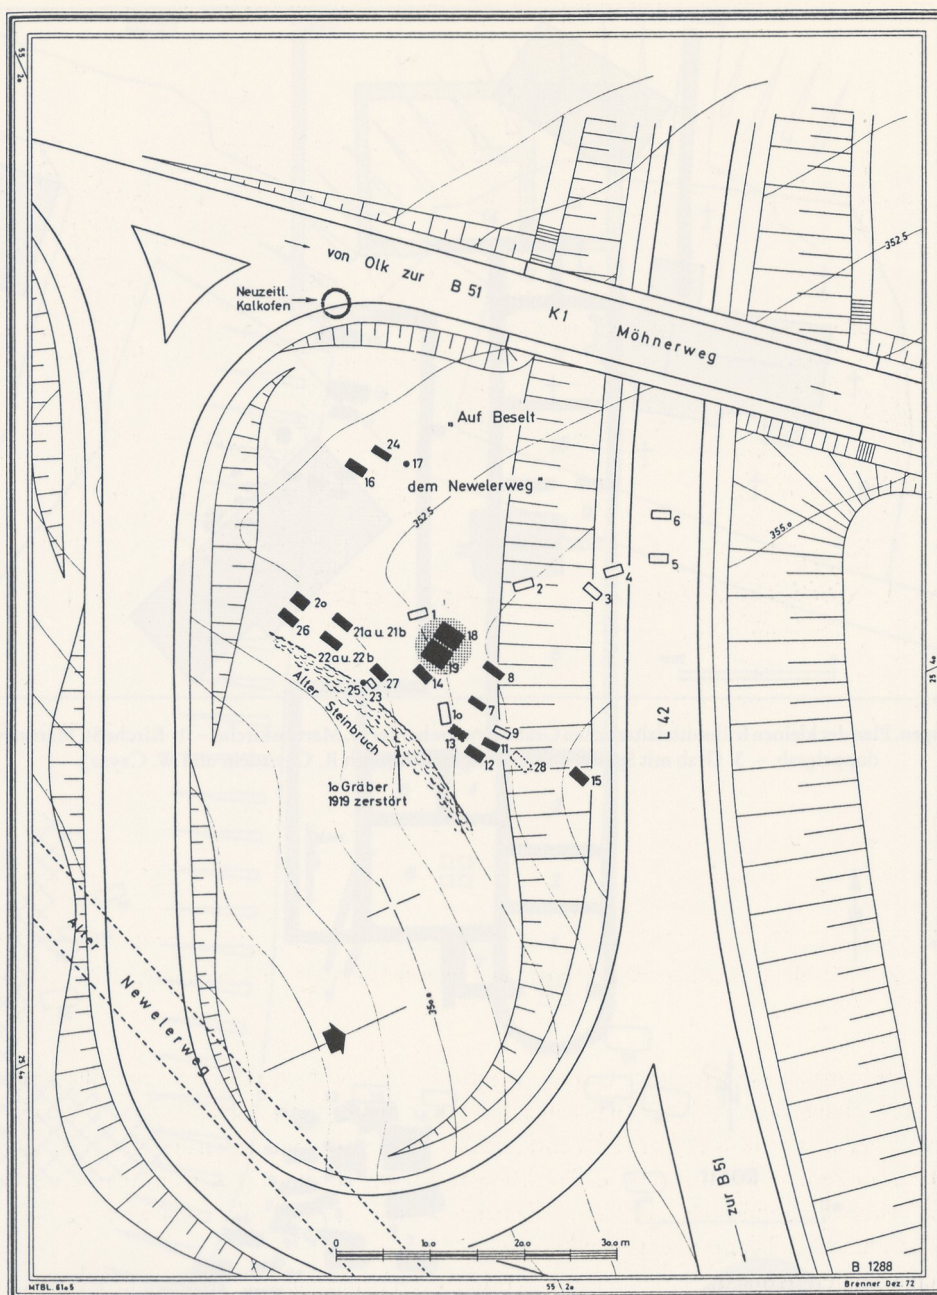 55
2o
von Olk zur B 51
K1 Möhnerweg
352.5
Neuzeitl.
Kalkofen
"Auf Beselt
dem Newelerweg"
24
17
16
352.5
355.o
6
5
4
3
2
1
2o
26
21a u. 21b
22a u. 22b
18
19
14
27
25
23
8
7
1o
9
13
11
12
28
15
Alter
Steinbruch
1o Gräber
1919 zerstört
L 42
25
4o
Alter
Newelerweg
35o.o
25
4o
zur B 51
0 1o.o 2o.o 3o.o m
B 1288
MTBL. 61o5
55 2o
Brenner Dez. 72